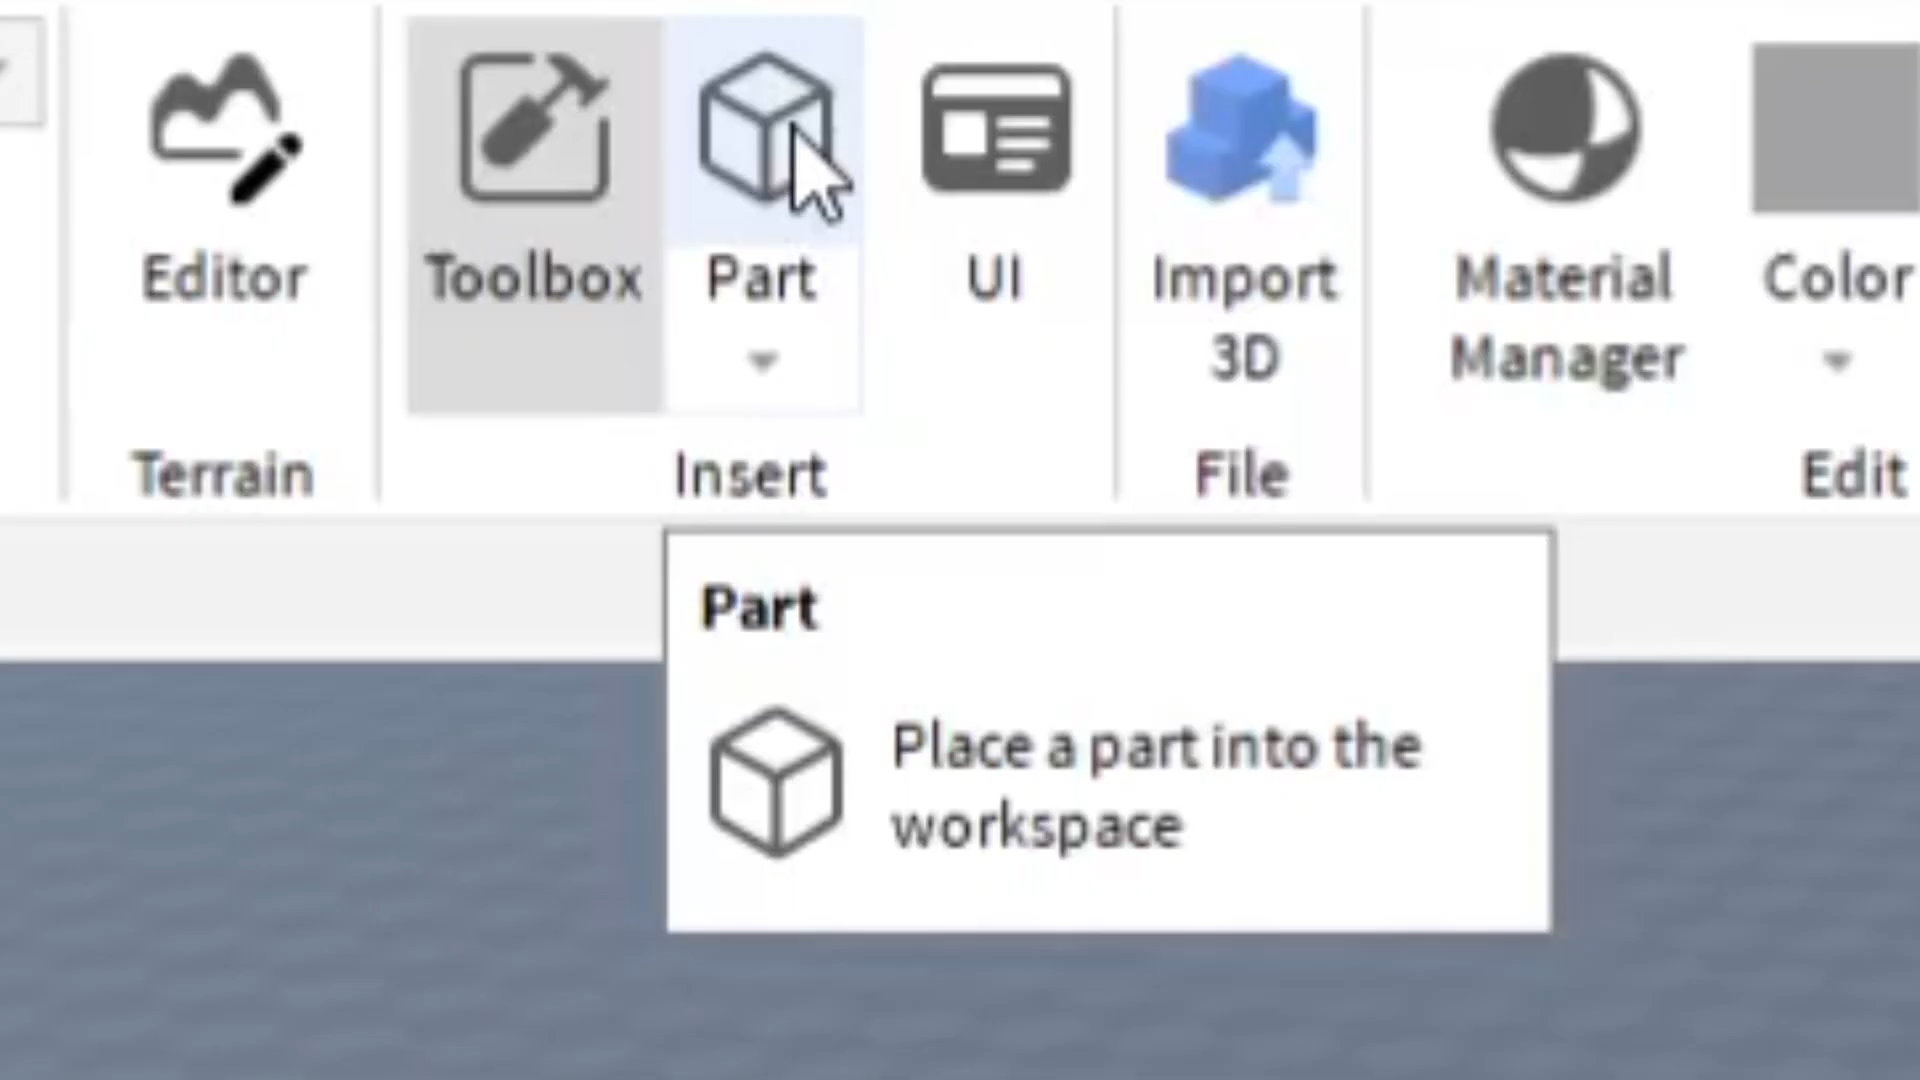 Editor
Toolbox
Part
UI
Import
3D
Material
Manager
Color
Terrain
Insert
File
Edit
Part
Place a part into the
workspace